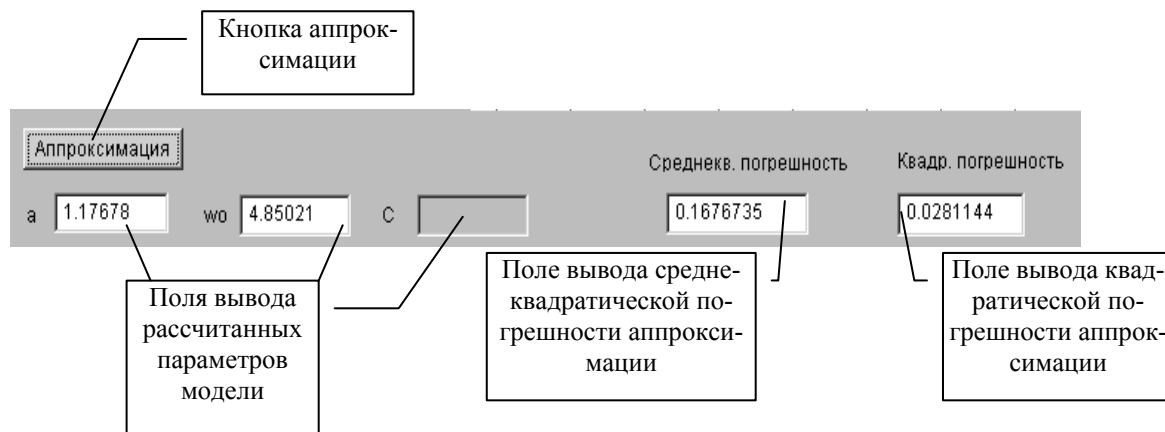 Кнопка аппрок-
симации
Аппроксимация
Среднекв. погрешность
Квадр. погрешность
a 1.17678 wo 4.85021 C 0.1676735 0.0281144
Поля вывода
рассчитанных
параметров
модели
Поле вывода средне-
квадратической по-
грешности аппрокси-
мации
Поле вывода квад-
ратической по-
грешности аппрок-
симации